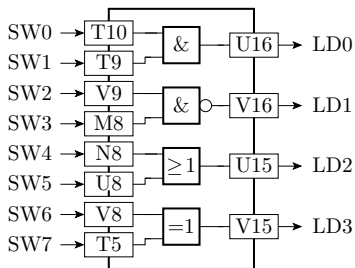 SW0 T10 & U16 LD0
SW1 T9
SW2 V9 & V16 LD1
SW3 M8
SW4 N8 ≥1 U15 LD2
SW5 U8
SW6 V8 =1 V15 LD3
SW7 T5